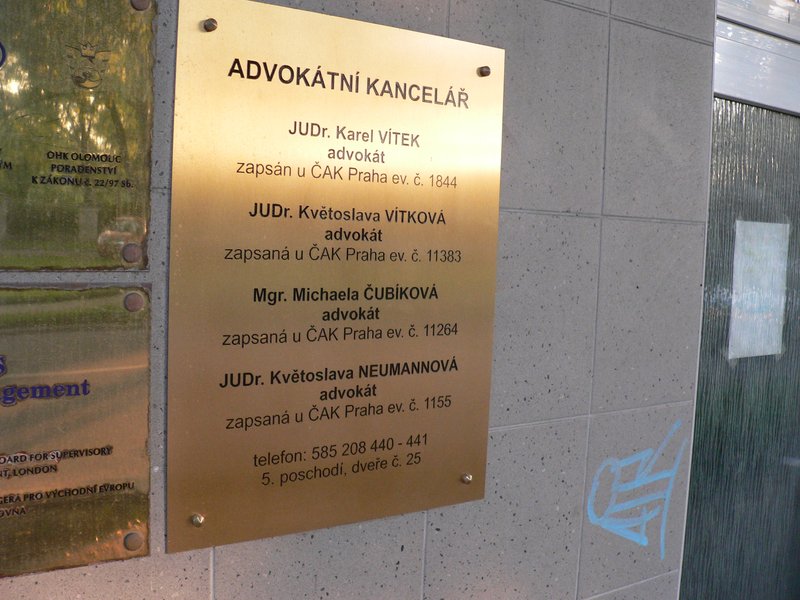 ADVOKÁTNÍ KANCELÁŘ
JUDr. Karel VÍTEK
advokát
zapsán u ČAK Praha ev. č. 1844
JUDr. Květoslava VÍTKOVÁ
advokát
zapsaná u ČAK Praha ev. č. 11383
Mgr. Michaela ČUBÍKOVÁ
advokát
zapsaná u ČAK Praha ev. č. 11264
JUDr. Květoslava NEUMANNOVÁ
advokát
zapsaná u ČAK Praha ev. č. 1155
telefon: 585 208 440 - 441
5. poschodí, dveře č. 25
OHK OLOMOUC
PORADENSTVÍ
K ZÁKONU č. 22/97 Sb.
gement
OARD FOR SUPERVISORY
NT, LONDON
GERA PRO VÝCHODNÍ EVROPU
OVŇA